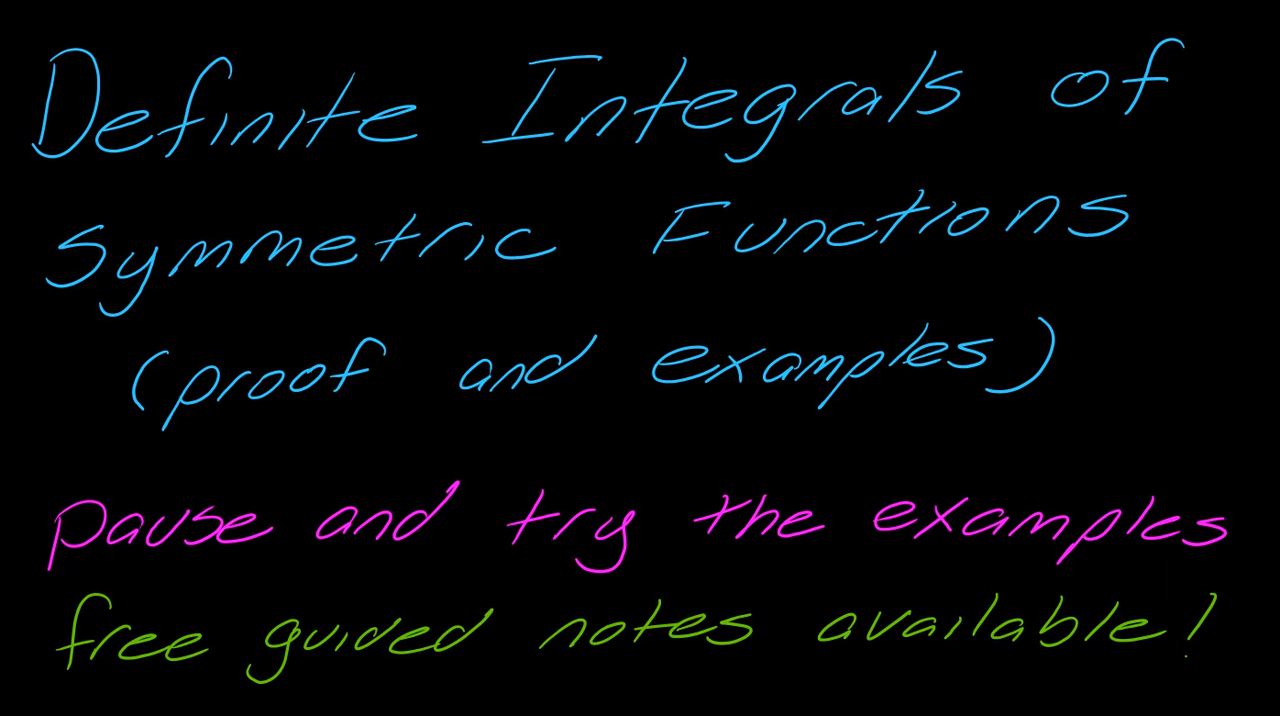 Definite Integrals of
Symmetric Functions
(proof and examples)
pause and try the examples
free guided notes available!